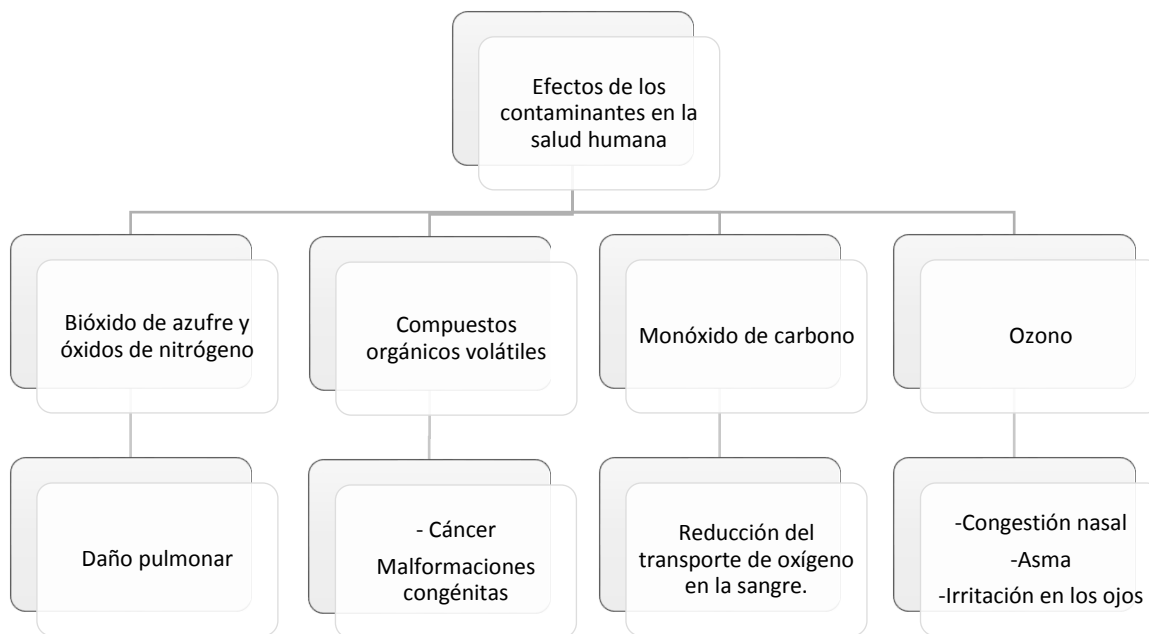 Efectos de los
contaminantes en la
salud humana
Bióxido de azufre y
óxidos de nitrógeno
Compuestos
orgánicos volátiles
Monóxido de carbono
Ozono
Daño pulmonar
- Cáncer
Malformaciones
congénitas
Reducción del
transporte de oxígeno
en la sangre.
-Congestión nasal
-Asma
-Irritación en los ojos